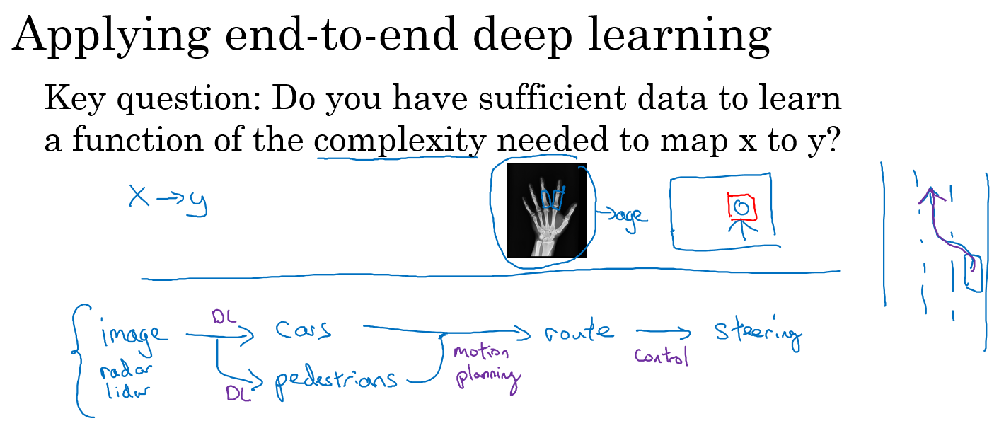 Applying end-to-end deep learning
Key question: Do you have sufficient data to learn
a function of the complexity needed to map x to y?
X → y
→ age
DL
image → cars → route → steering
radar
lidar
DL
pedestrians
motion
planning
control